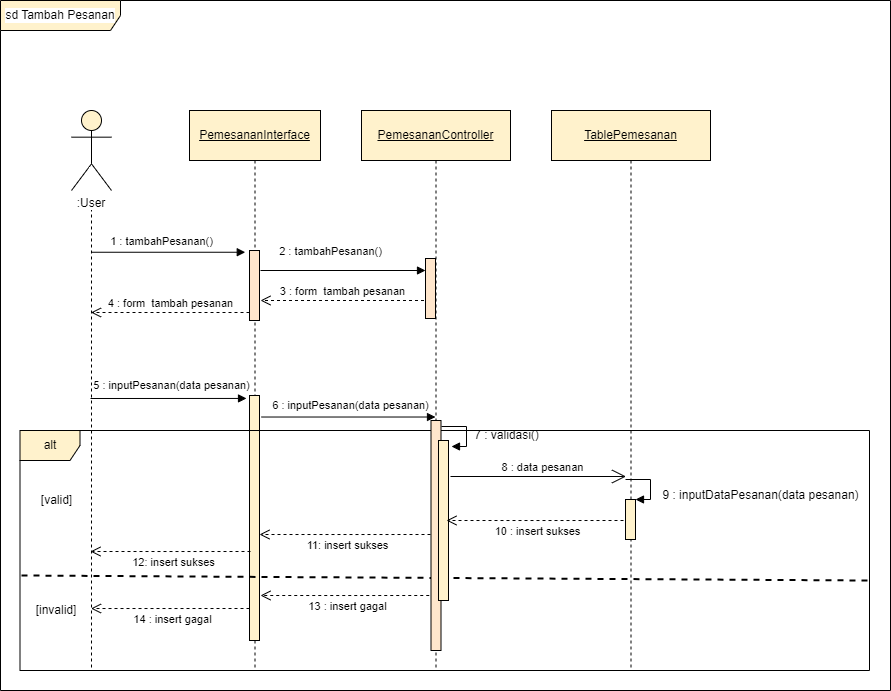 sd Tambah Pesanan
PemesananInterface
PemesananController
TablePemesanan
:User
1 : tambahPesanan()
2 : tambahPesanan()
3 : form  tambah pesanan
4 : form  tambah pesanan
5 : inputPesanan(data pesanan)
6 : inputPesanan(data pesanan)
alt
7 : validasi()
8 : data pesanan
[valid]
9 : inputDataPesanan(data pesanan)
10 : insert sukses
11: insert sukses
12: insert sukses
[invalid]
13 : insert gagal
14 : insert gagal